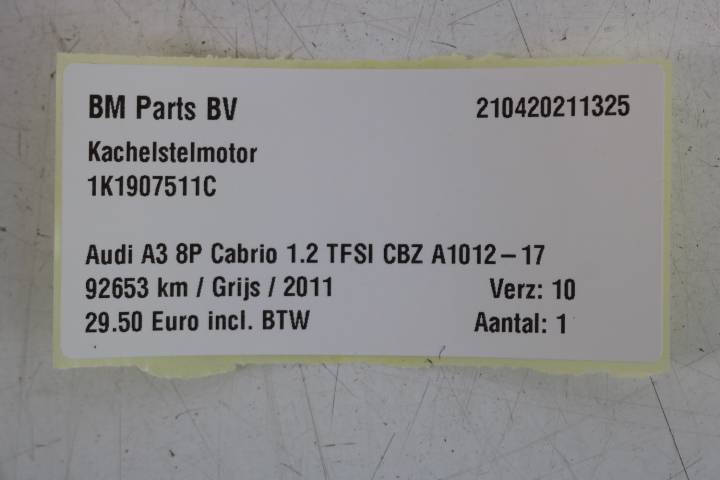 BM Parts BV 210420211325
Kachelstelmotor
1K1907511C
Audi A3 8P Cabrio 1.2 TFSI CBZ A1012-17
92653 km / Grijs / 2011 Verz: 10
29.50 Euro incl. BTW Aantal: 1